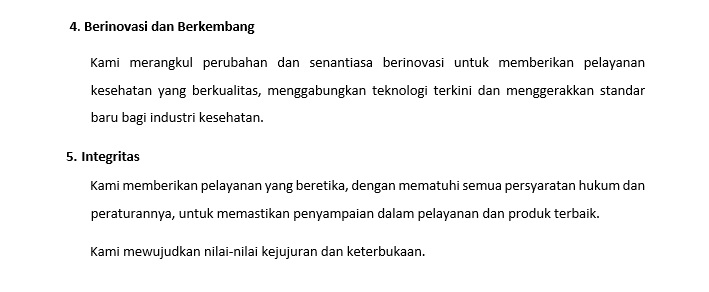 4. Berinovasi dan Berkembang
Kami merangkul perubahan dan senantiasa berinovasi untuk memberikan pelayanan
kesehatan yang berkualitas, menggabungkan teknologi terkini dan menggerakkan standar
baru bagi industri kesehatan.
5. Integritas
Kami memberikan pelayanan yang beretika, dengan mematuhi semua persyaratan hukum dan
peraturannya, untuk memastikan penyampaian dalam pelayanan dan produk terbaik.
Kami mewujudkan nilai-nilai kejujuran dan keterbukaan.